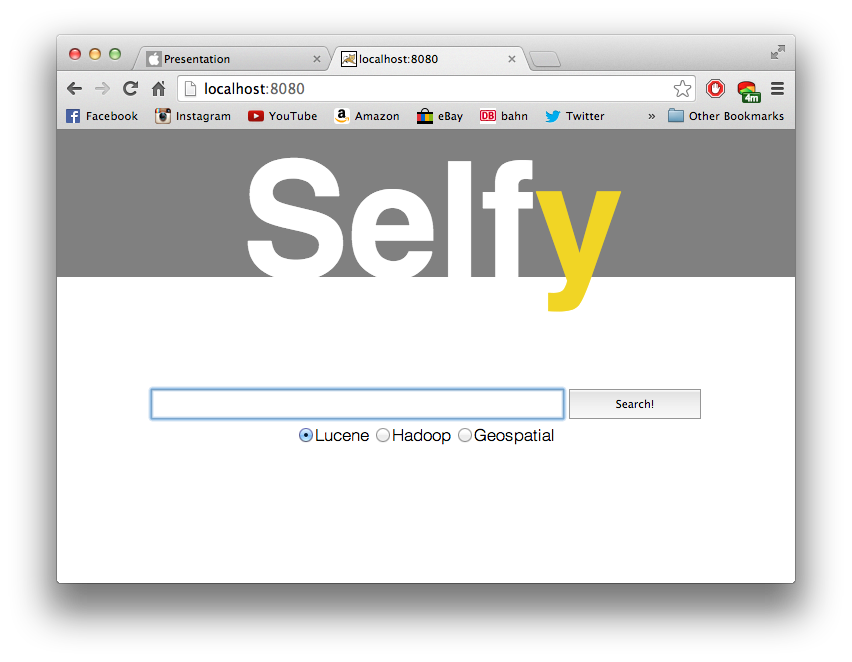 Presentation localhost:8080
localhost:8080 4m
Facebook Instagram YouTube a Amazon eBay DB bahn Twitter » Other Bookmarks
Selfy
Search!
Lucene Hadoop Geospatial